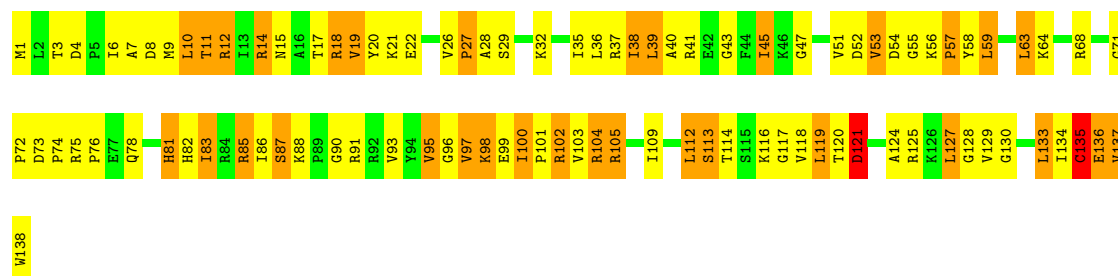 M1 L2 T3 D4 P5 I6 A7 D8 M9 L10 T11 R12 I13 R14 N15 A16 T17 R18 V19 Y20 K21 E22 V26 P27 A28 S29 K32 I35 L36 R37 I38 L39 A40 R41 E42 G43 F44 I45 K46 G47 V51 D52 V53 D54 G55 K56 P57 Y58 L59 L63 K64 R68
P72 D73 P74 R75 P76 E77 Q78 H81 H82 I83 R84 R85 I86 S87 K88 P89 G90 R91 R92 V93 Y94 V95 G96 V97 K98 E99 I100 P101 R102 V103 R104 R105 I109 L112 S113 T114 S115 K116 G117 V118 L119 T120 D121 A124 R125 K126 L127 G128 V129 G130 L133 I134 C135 E136
W138